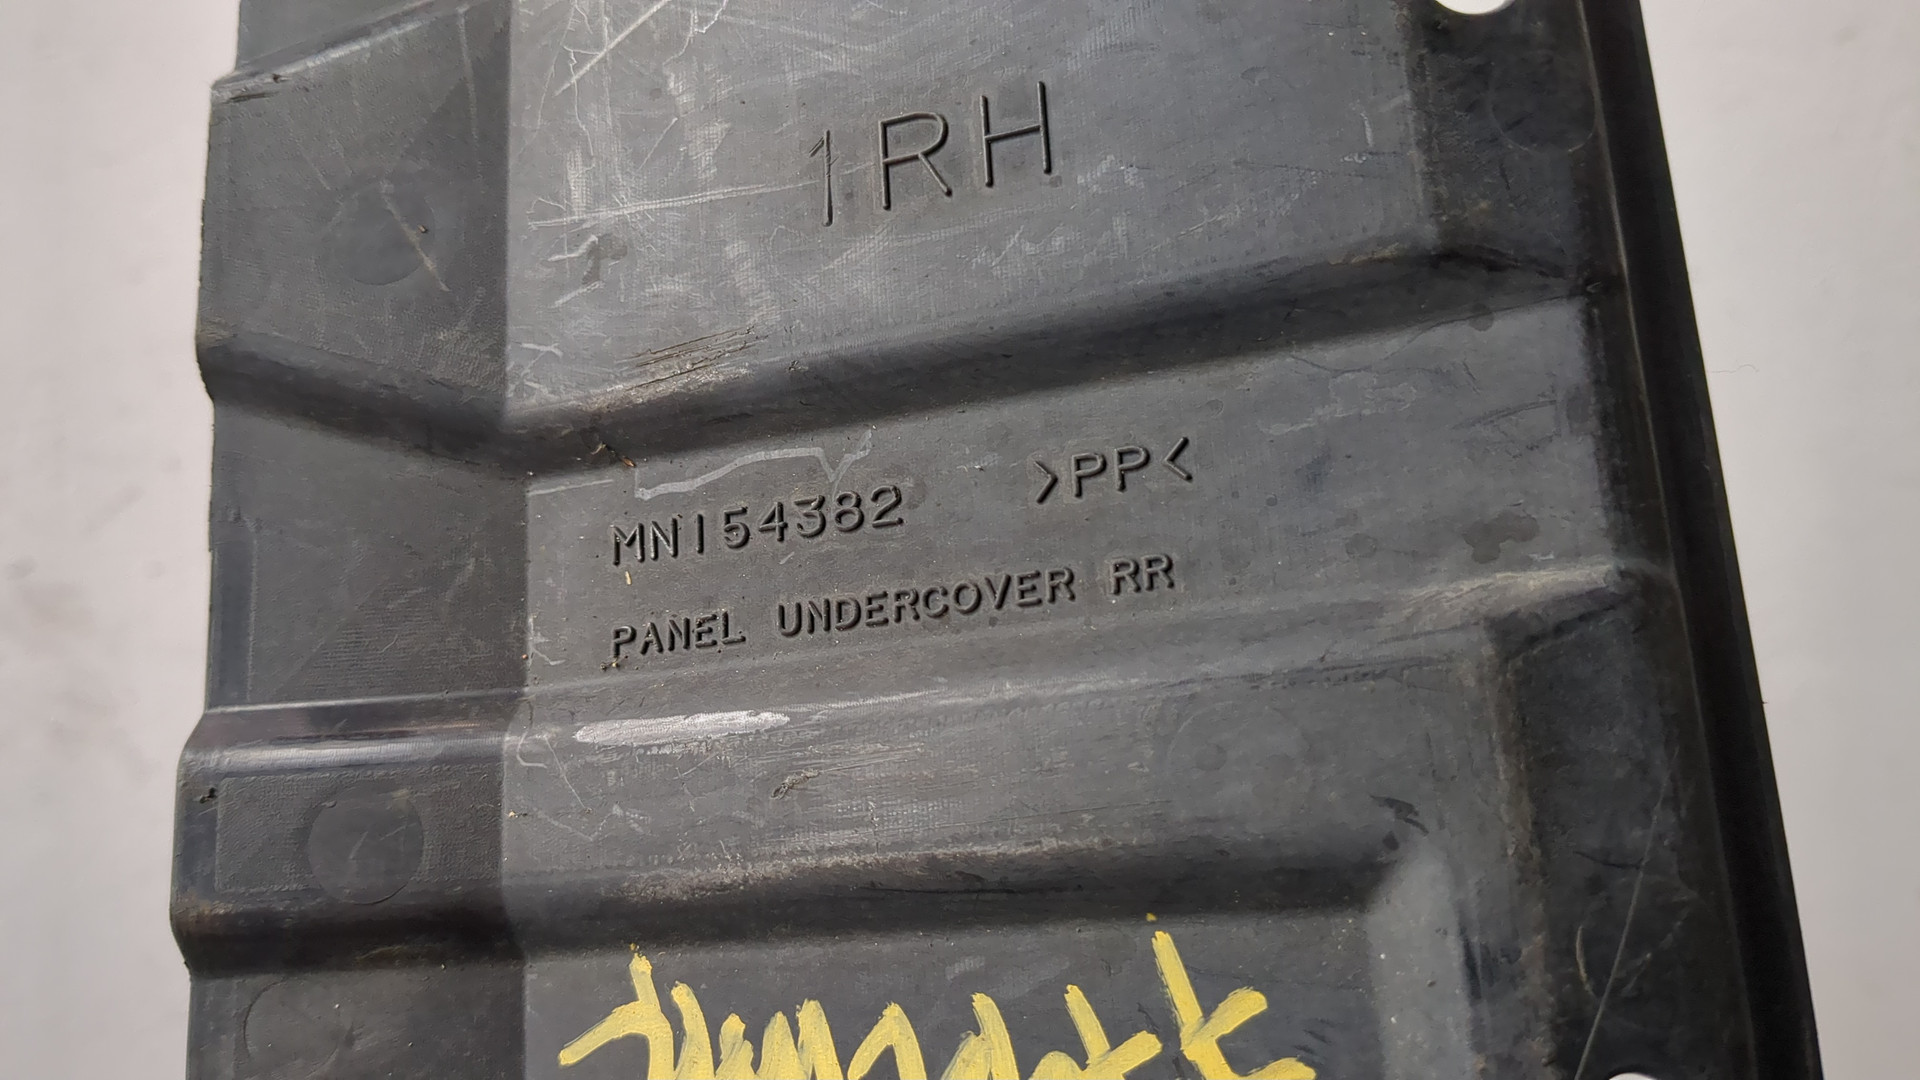 1RH
MN154382 >PP<
PANEL UNDERCOVER RR